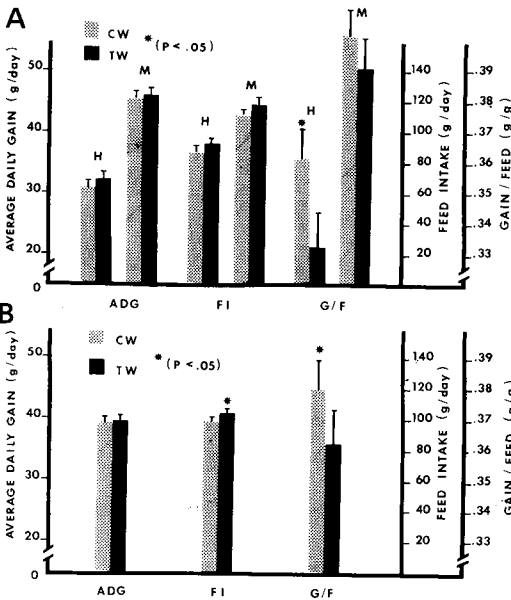 A
CW
TW
* (P < .05)
AVERAGE DAILY GAIN (g/day)
50
40
30
20
0
H
M
H
M
* H
M
ADG
FI
G/F
140
120
100
80
60
40
20
FEED INTAKE (g/day)
.39
.38
.37
.36
.35
.34
.33
GAIN/FEED (g/g)
B
CW
TW
* (P < .05)
AVERAGE DAILY GAIN (g/day)
50
40
30
20
0
*
*
ADG
FI
G/F
140
120
100
80
60
40
20
FEED INTAKE (g/day)
.39
.38
.37
.36
.35
.34
.33
GAIN/FEED (g/g)